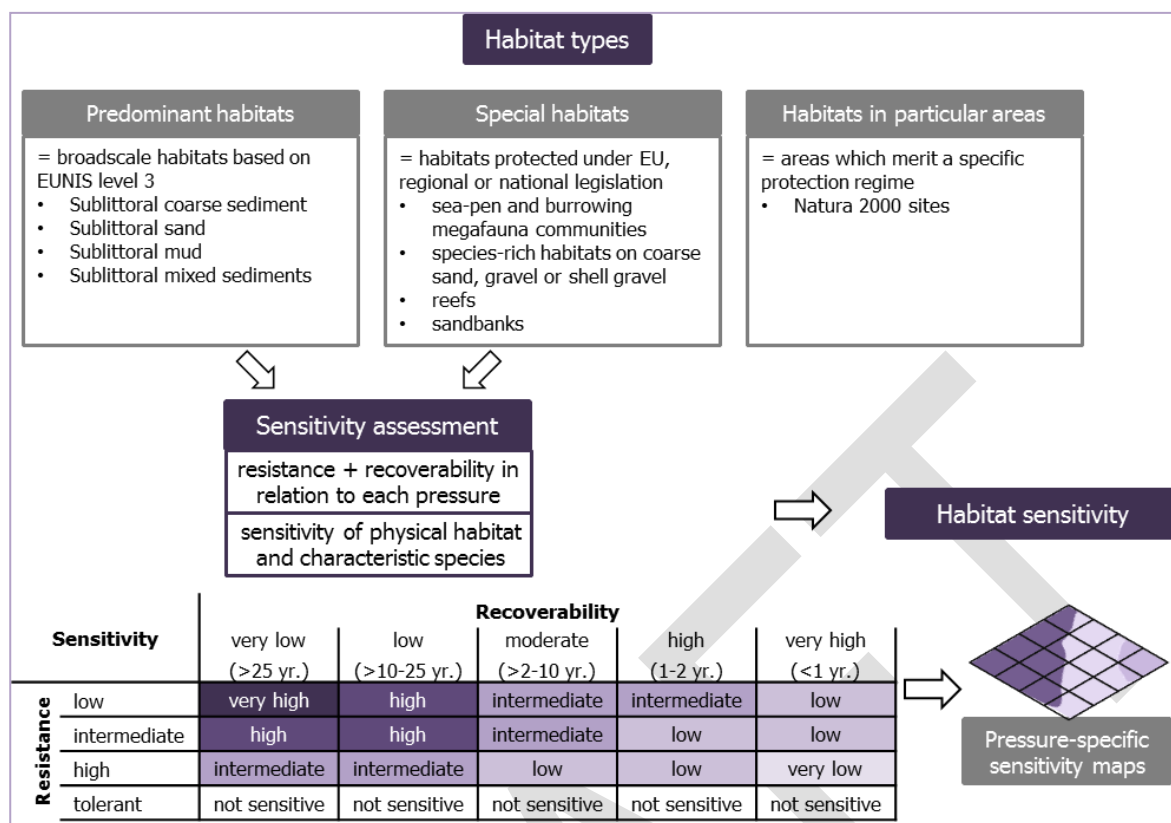 Habitat types
Predominant habitats
= broadscale habitats based on
EUNIS level 3
• Sublittoral coarse sediment
• Sublittoral sand
• Sublittoral mud
• Sublittoral mixed sediments
Special habitats
= habitats protected under EU,
regional or national legislation
• sea-pen and burrowing
megafauna communities
• species-rich habitats on coarse
sand, gravel or shell gravel
• reefs
• sandbanks
Habitats in particular areas
= areas which merit a specific
protection regime
• Natura 2000 sites
Sensitivity assessment
resistance + recoverability in
relation to each pressure
sensitivity of physical habitat
and characteristic species
Habitat sensitivity
Recoverability
Sensitivity very low low moderate high very high
(>25 yr.) (>10-25 yr.) (>2-10 yr.) (1-2 yr.) (<1 yr.)
Resistance
low very high high intermediate intermediate low
intermediate high high intermediate low low
high intermediate intermediate low low very low
tolerant not sensitive not sensitive not sensitive not sensitive not sensitive
Pressure-specific
sensitivity maps